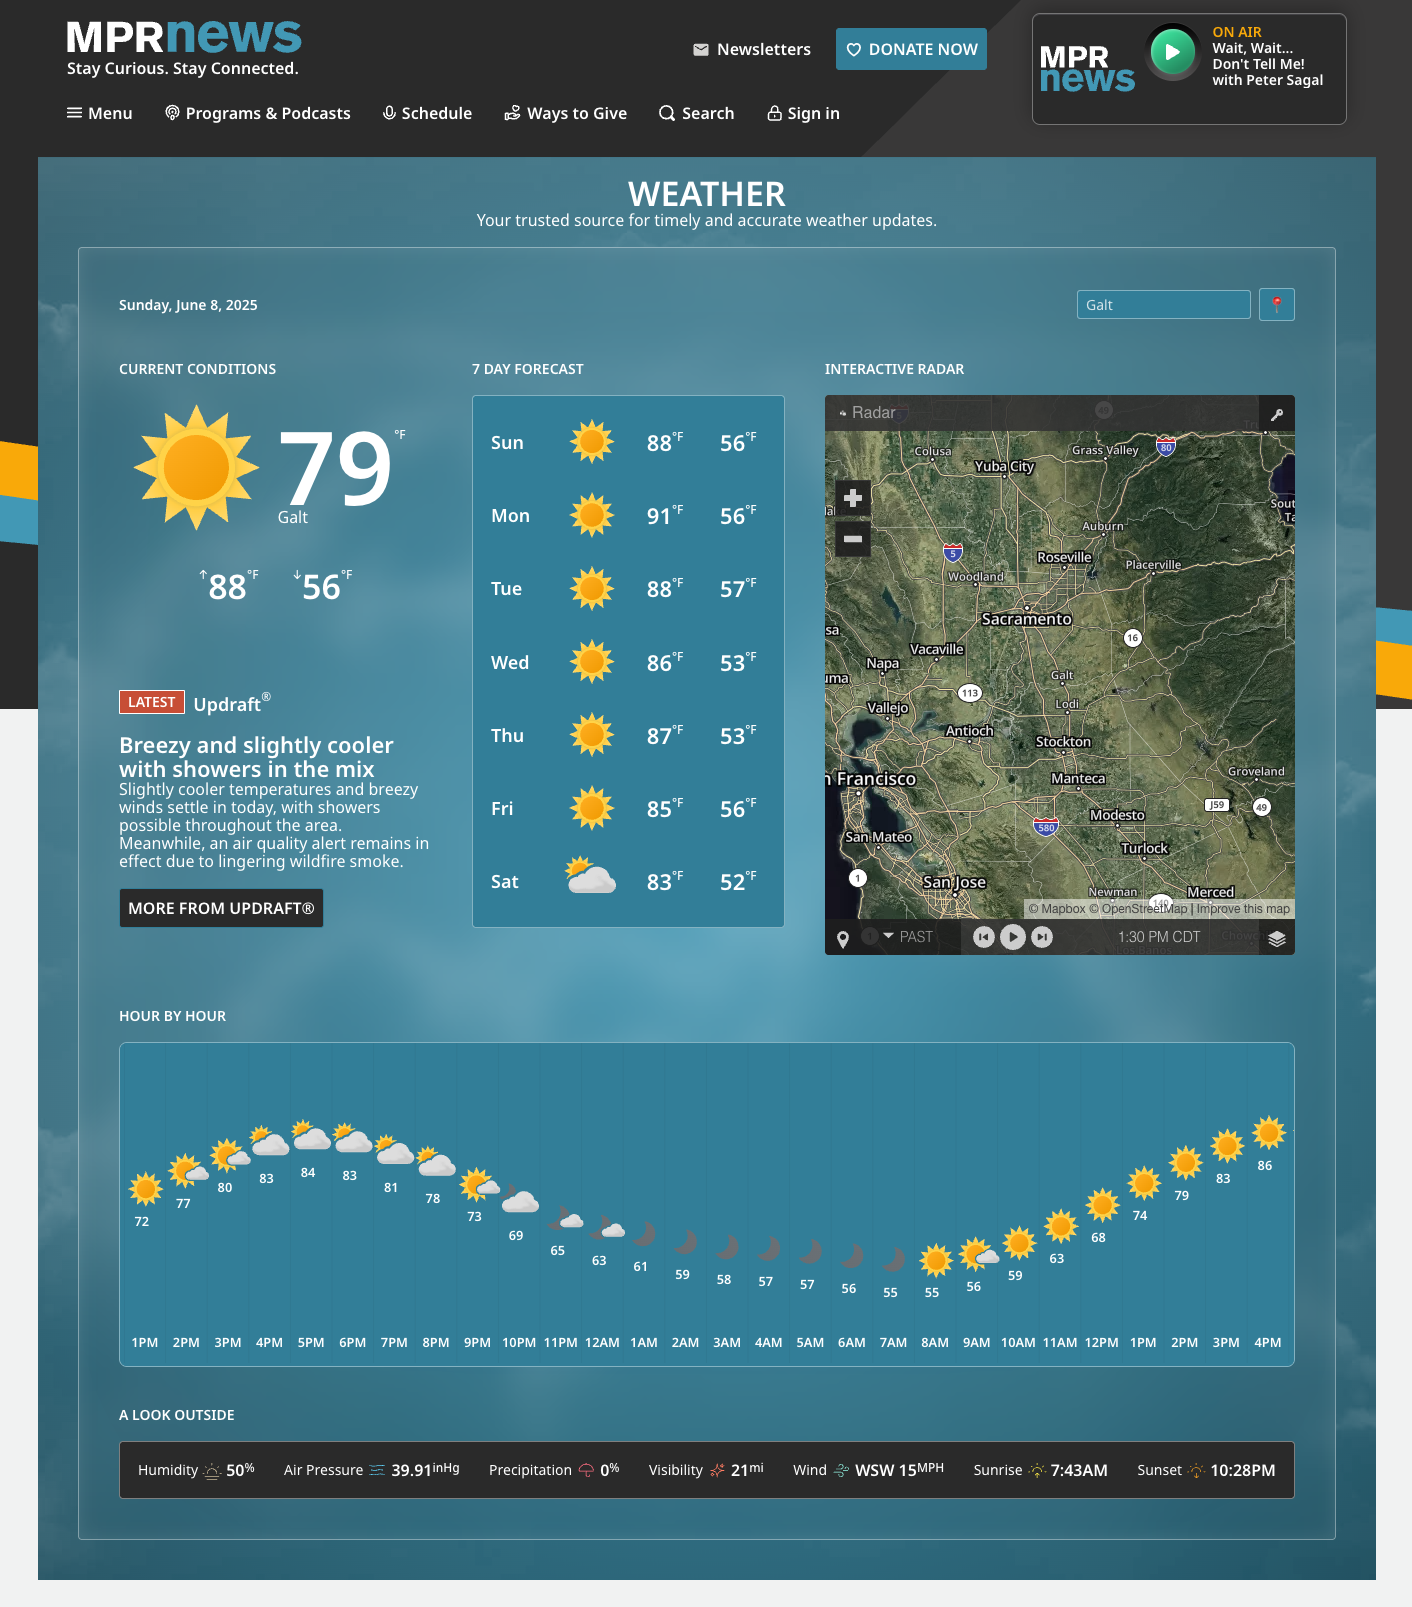 MPRnews
Stay Curious. Stay Connected.
Newsletters
DONATE NOW
MPR news
ON AIR
Wait, Wait...
Don't Tell Me!
with Peter Sagal
Menu
Programs & Podcasts
Schedule
Ways to Give
Search
Sign in
WEATHER
Your trusted source for timely and accurate weather updates.
Sunday, June 8, 2025
Galt
CURRENT CONDITIONS
79 °F
Galt
↑88°F ↓56°F
LATEST Updraft®
Breezy and slightly cooler
with showers in the mix
Slightly cooler temperatures and breezy
winds settle in today, with showers
possible throughout the area.
Meanwhile, an air quality alert remains in
effect due to lingering wildfire smoke.
MORE FROM UPDRAFT®
7 DAY FORECAST
Sun 88°F 56°F
Mon 91°F 56°F
Tue 88°F 57°F
Wed 86°F 53°F
Thu 87°F 53°F
Fri 85°F 56°F
Sat 83°F 52°F
INTERACTIVE RADAR
Radar
Colusa
Grass Valley
80
Yuba City
Sout
Ta
Auburn
5
Roseville
Placerville
Woodland
Sacramento
sa
16
Vacaville
Napa
uma
Galt
113
Lodi
Vallejo
Antioch
Stockton
n Francisco
Manteca
Groveland
J59
49
Modesto
580
San Mateo
Turlock
1
San Jose
Newman
Merced
140
© Mapbox © OpenStreetMap | Improve this map
PAST
1:30 PM CDT
HOUR BY HOUR
72 77 80 83 84 83 81 78 73 69 65 63 61 59 58 57 57 56 55 55 56 59 63 68 74 79 83 86
1PM 2PM 3PM 4PM 5PM 6PM 7PM 8PM 9PM 10PM 11PM 12AM 1AM 2AM 3AM 4AM 5AM 6AM 7AM 8AM 9AM 10AM 11AM 12PM 1PM 2PM 3PM 4PM
A LOOK OUTSIDE
Humidity 50%
Air Pressure 39.91inHg
Precipitation 0%
Visibility 21mi
Wind WSW 15MPH
Sunrise 7:43AM
Sunset 10:28PM